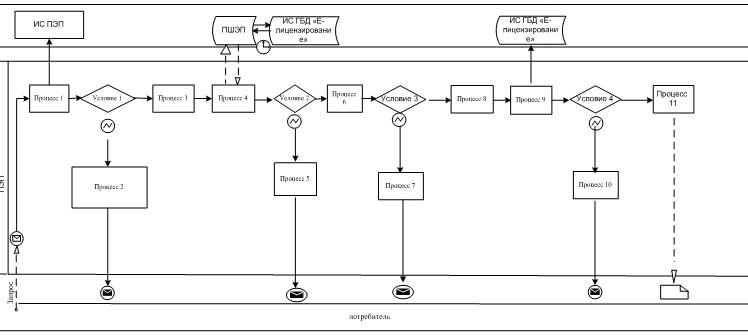 ИС ПЭП
ПШЭП
ИС ГБД «Е-
лицензировани
е»
ИС ГБД «Е-
лицензировани
е»
Процесс 1
Условие 1
Процесс 3
Процесс 4
Условие 2
Процесс
6
Условие 3
Процесс 8
Процесс 9
Условие 4
Процесс
11
Процесс 2
Процесс 5
Процесс 7
Процесс 10
Запрос
потребитель